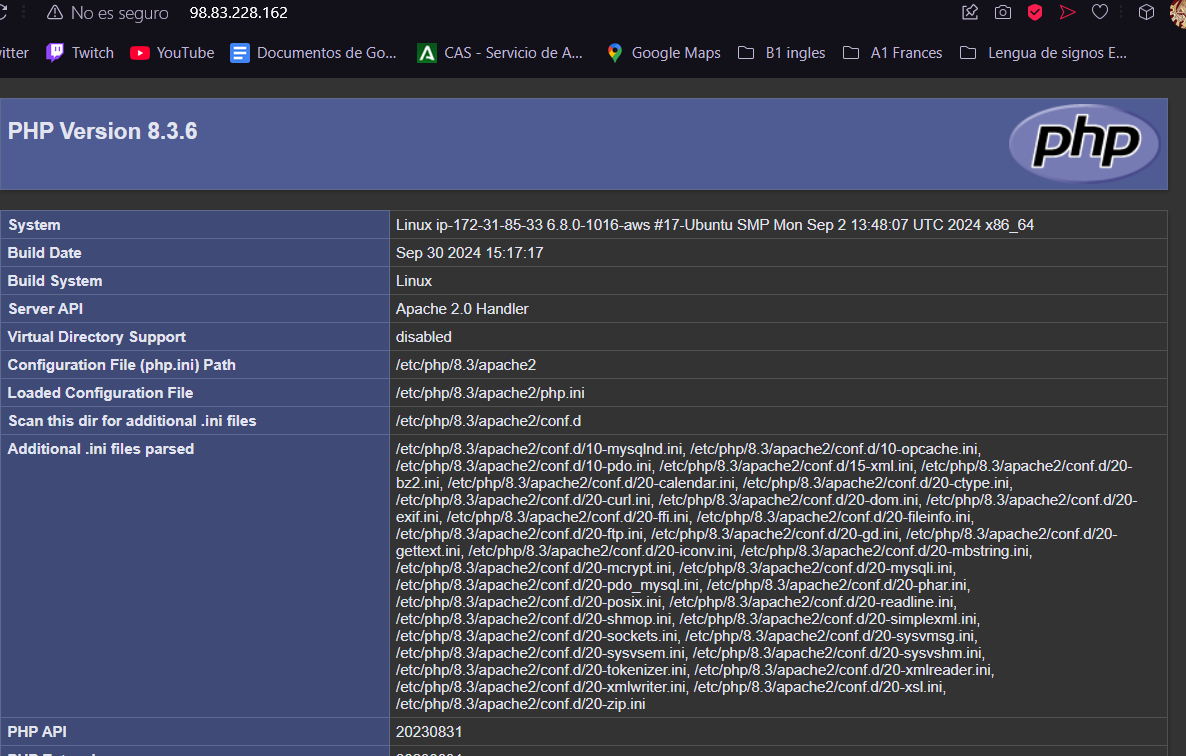 No es seguro 98.83.228.162
itter Twitch YouTube Documentos de Go... CAS - Servicio de A... Google Maps B1 ingles A1 Frances Lengua de signos E...
PHP Version 8.3.6
php
System Linux ip-172-31-85-33 6.8.0-1016-aws #17-Ubuntu SMP Mon Sep 2 13:48:07 UTC 2024 x86_64
Build Date Sep 30 2024 15:17:17
Build System Linux
Server API Apache 2.0 Handler
Virtual Directory Support disabled
Configuration File (php.ini) Path /etc/php/8.3/apache2
Loaded Configuration File /etc/php/8.3/apache2/php.ini
Scan this dir for additional .ini files /etc/php/8.3/apache2/conf.d
Additional .ini files parsed /etc/php/8.3/apache2/conf.d/10-mysqlnd.ini, /etc/php/8.3/apache2/conf.d/10-opcache.ini,
/etc/php/8.3/apache2/conf.d/10-pdo.ini, /etc/php/8.3/apache2/conf.d/15-xml.ini, /etc/php/8.3/apache2/conf.d/20-
bz2.ini, /etc/php/8.3/apache2/conf.d/20-calendar.ini, /etc/php/8.3/apache2/conf.d/20-ctype.ini,
/etc/php/8.3/apache2/conf.d/20-curl.ini, /etc/php/8.3/apache2/conf.d/20-dom.ini, /etc/php/8.3/apache2/conf.d/20-
exif.ini, /etc/php/8.3/apache2/conf.d/20-ffi.ini, /etc/php/8.3/apache2/conf.d/20-fileinfo.ini,
/etc/php/8.3/apache2/conf.d/20-ftp.ini, /etc/php/8.3/apache2/conf.d/20-gd.ini, /etc/php/8.3/apache2/conf.d/20-
gettext.ini, /etc/php/8.3/apache2/conf.d/20-iconv.ini, /etc/php/8.3/apache2/conf.d/20-mbstring.ini,
/etc/php/8.3/apache2/conf.d/20-mcrypt.ini, /etc/php/8.3/apache2/conf.d/20-mysqli.ini,
/etc/php/8.3/apache2/conf.d/20-pdo_mysql.ini, /etc/php/8.3/apache2/conf.d/20-phar.ini,
/etc/php/8.3/apache2/conf.d/20-posix.ini, /etc/php/8.3/apache2/conf.d/20-readline.ini,
/etc/php/8.3/apache2/conf.d/20-shmop.ini, /etc/php/8.3/apache2/conf.d/20-simplexml.ini,
/etc/php/8.3/apache2/conf.d/20-sockets.ini, /etc/php/8.3/apache2/conf.d/20-sysvmsg.ini,
/etc/php/8.3/apache2/conf.d/20-sysvsem.ini, /etc/php/8.3/apache2/conf.d/20-sysvshm.ini,
/etc/php/8.3/apache2/conf.d/20-tokenizer.ini, /etc/php/8.3/apache2/conf.d/20-xmlreader.ini,
/etc/php/8.3/apache2/conf.d/20-xmlwriter.ini, /etc/php/8.3/apache2/conf.d/20-xsl.ini,
/etc/php/8.3/apache2/conf.d/20-zip.ini
PHP API 20230831